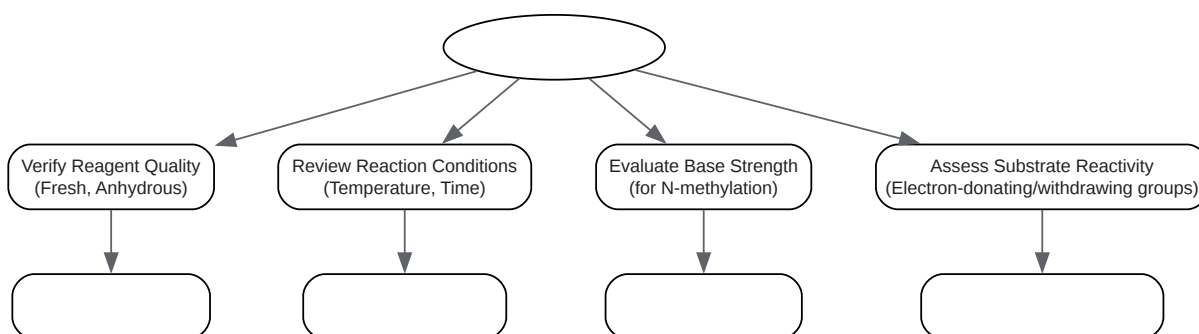 Verify Reagent Quality
(Fresh, Anhydrous)
Review Reaction Conditions
(Temperature, Time)
Evaluate Base Strength
(for N-methylation)
Assess Substrate Reactivity
(Electron-donating/withdrawing groups)